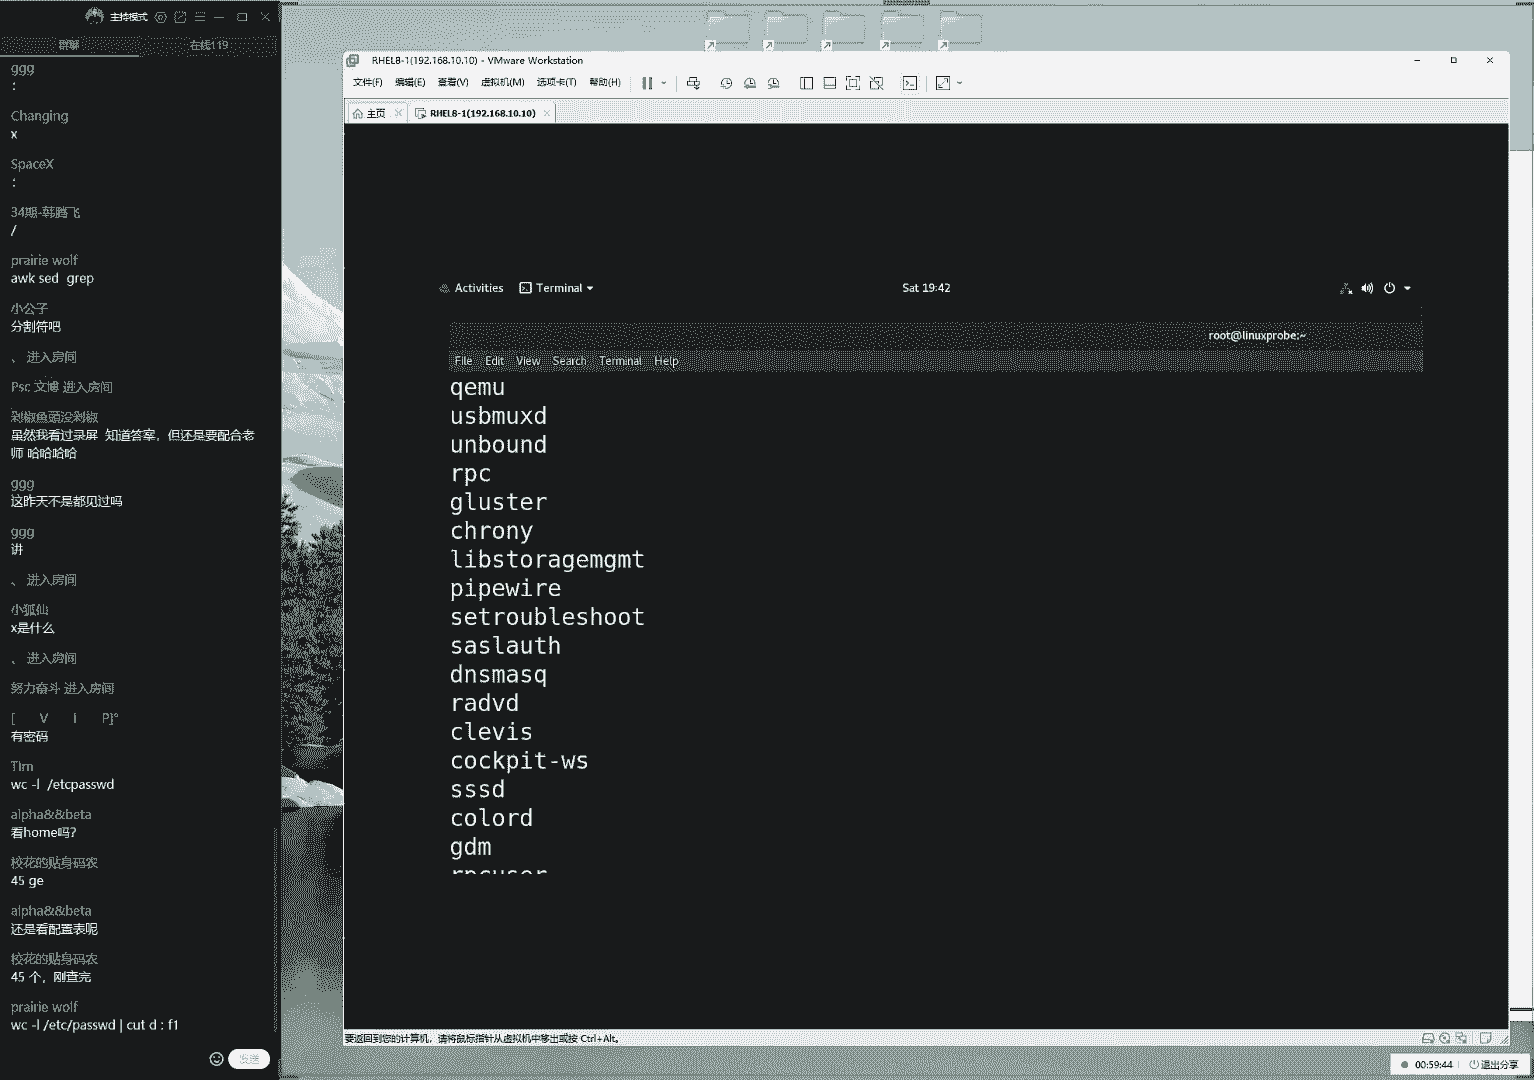 主持模式
群聊
在线119
ggg
:
Changing
x
SpaceX
:
34期-韩腾飞
/
prairie wolf
awk sed  grep
小公子
分割符吧
、 进入房间
Psc 文博 进入房间
剁椒鱼頭没剁椒
虽然我看过录屏  知道答案，但还是要配合老
师 哈哈哈哈
ggg
这昨天不是都见过吗
ggg
讲
、 进入房间
小狐仙
x是什么
、 进入房间
努力奋斗 进入房间
[ V I P]°
有密码
TIm
wc -l  /etcpasswd
alpha&&beta
看home吗？
校花的贴身码农
45 ge
alpha&&beta
还是看配置表呢
校花的贴身码农
45 个，刚查完
prairie wolf
wc -l /etc/passwd | cut d : f1
发送
RHEL8-1(192.168.10.10) - VMware Workstation
文件(F) 编辑(E) 查看(V) 虚拟机(M) 选项卡(T) 帮助(H)
主页
RHEL8-1(192.168.10.10)
Activities
Terminal
Sat 19:42
root@linuxprobe:~
File Edit View Search Terminal Help
qemu
usbmuxd
unbound
rpc
gluster
chrony
libstoragemgmt
pipewire
setroubleshoot
saslauth
dnsmasq
radvd
clevis
cockpit-ws
sssd
colord
gdm
rpcuser
要返回到您的计算机，请将鼠标指针从虚拟机中移出或按 Ctrl+Alt。
00:59:44
退出分享